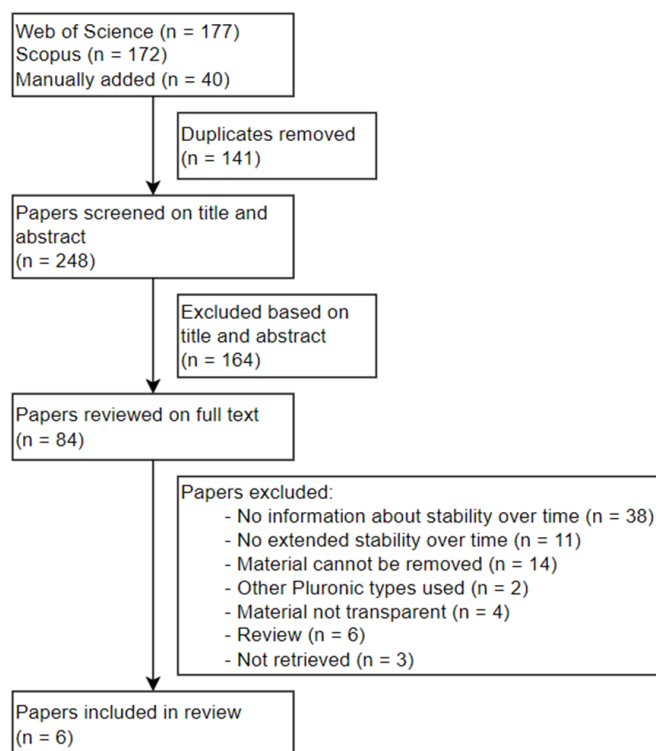 Web of Science (n = 177)
Scopus (n = 172)
Manually added (n = 40)
Duplicates removed
(n = 141)
Papers screened on title and
abstract
(n = 248)
Excluded based on
title and abstract
(n = 164)
Papers reviewed on full text
(n = 84)
Papers excluded:
- No information about stability over time (n = 38)
- No extended stability over time (n = 11)
- Material cannot be removed (n = 14)
- Other Pluronic types used (n = 2)
- Material not transparent (n = 4)
- Review (n = 6)
- Not retrieved (n = 3)
Papers included in review
(n = 6)